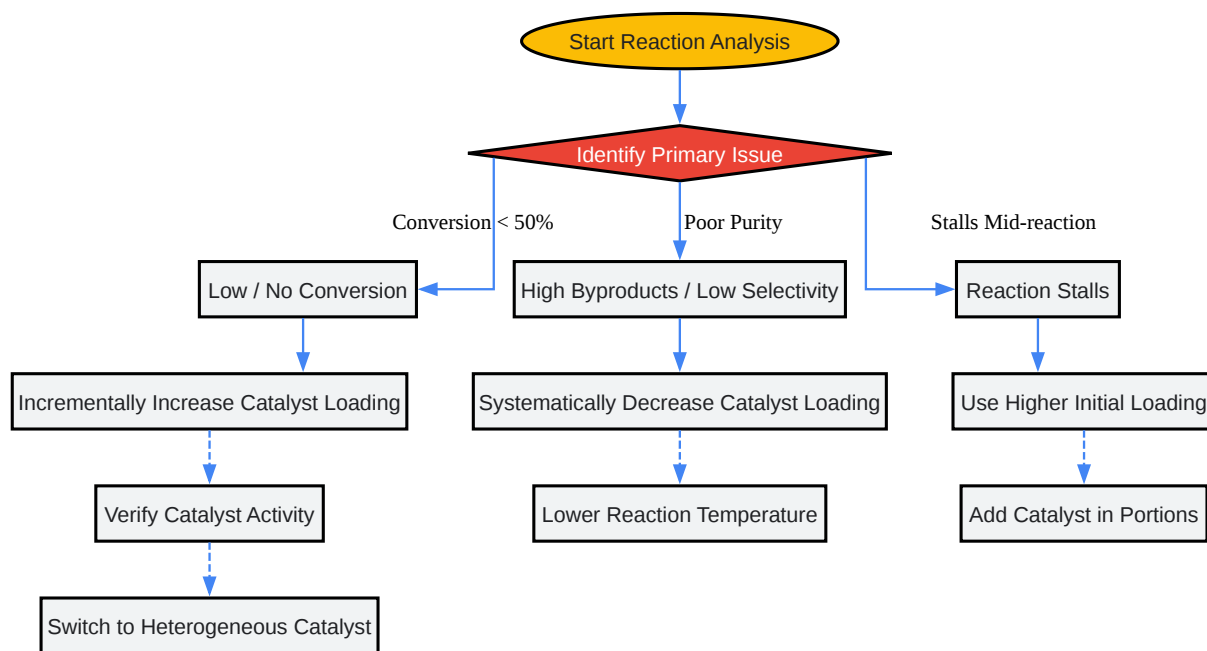 Start Reaction Analysis
Identify Primary Issue
Conversion < 50%
Poor Purity
Stalls Mid-reaction
Low / No Conversion
High Byproducts / Low Selectivity
Reaction Stalls
Incrementally Increase Catalyst Loading
Systematically Decrease Catalyst Loading
Use Higher Initial Loading
Verify Catalyst Activity
Lower Reaction Temperature
Add Catalyst in Portions
Switch to Heterogeneous Catalyst